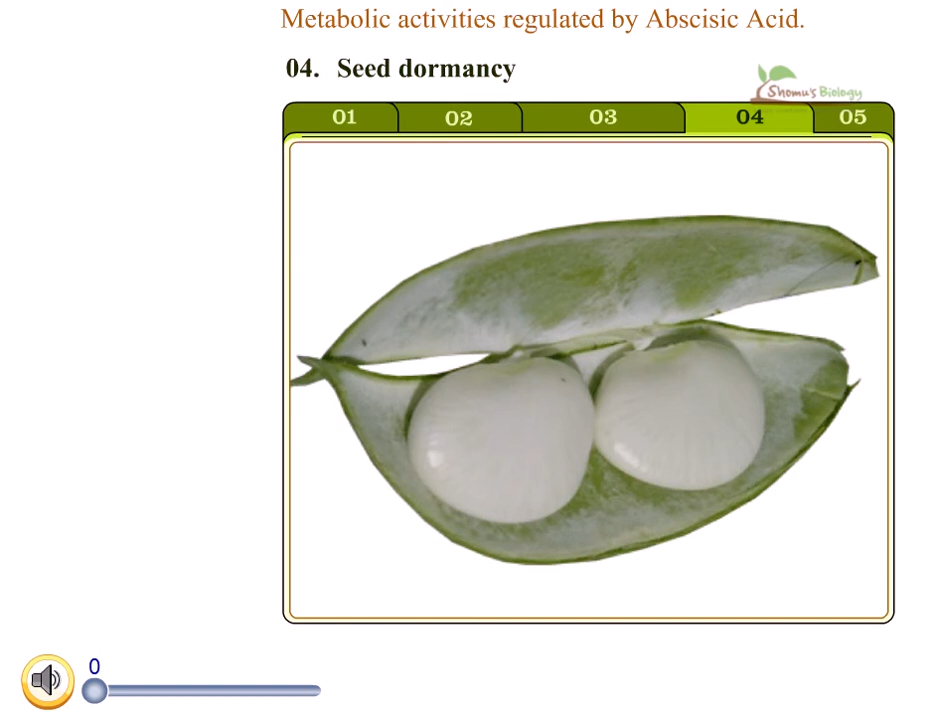 Metabolic activities regulated by Abscisic Acid.
04. Seed dormancy
Shomu's Biology
01 02 03 04 05
0